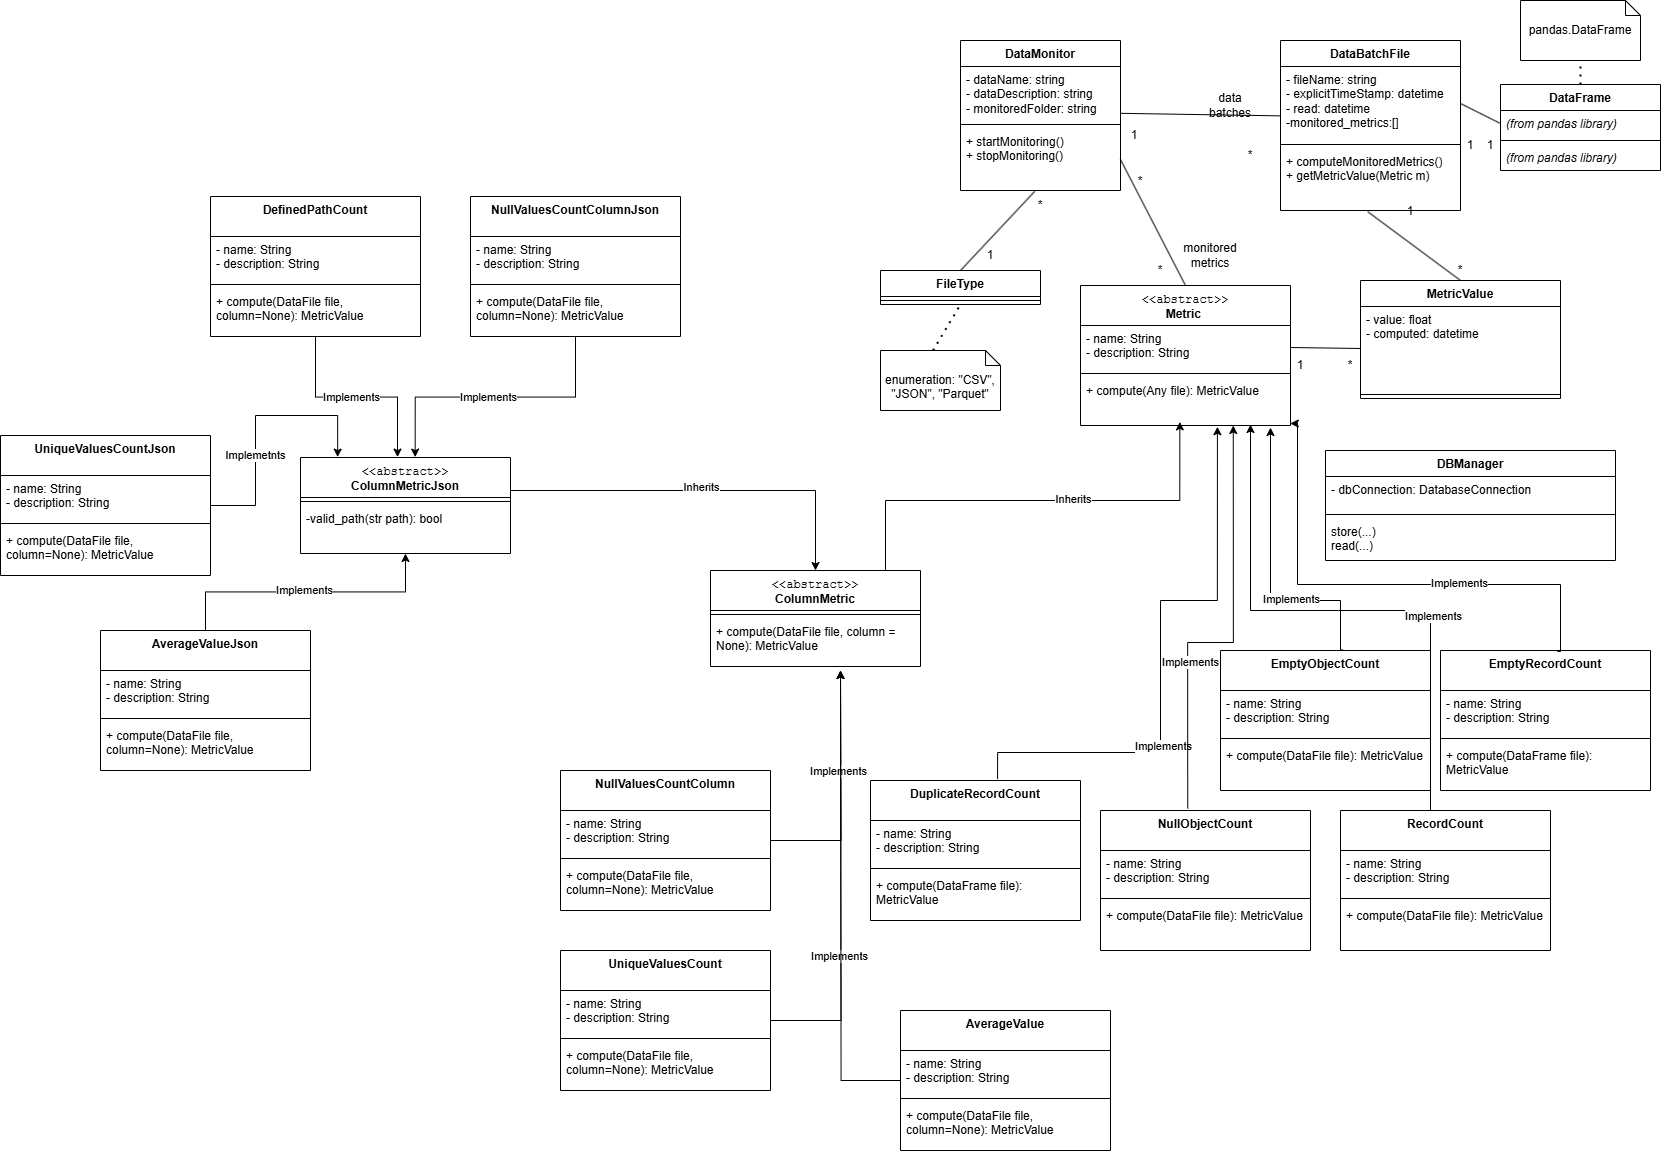 pandas.DataFrame
DataMonitor
- dataName: string
- dataDescription: string
- monitoredFolder: string
+ startMonitoring()
+ stopMonitoring()
data
batches
1
*
DataBatchFile
- fileName: string
- explicitTimeStamp: datetime
- read: datetime
-monitored_metrics:[]
+ computeMonitoredMetrics()
+ getMetricValue(Metric m)
1
1
DataFrame
(from pandas library)
(from pandas library)
*
1
*
*
monitored
metrics
1
*
FileType
enumeration: "CSV",
"JSON", "Parquet"
<<abstract>>
Metric
- name: String
- description: String
+ compute(Any file): MetricValue
1
*
MetricValue
- value: float
- computed: datetime
DBManager
- dbConnection: DatabaseConnection
store(...)
read(...)
DefinedPathCount
- name: String
- description: String
+ compute(DataFile file,
column=None): MetricValue
NullValuesCountColumnJson
- name: String
- description: String
+ compute(DataFile file,
column=None): MetricValue
Implements
Implements
UniqueValuesCountJson
- name: String
- description: String
+ compute(DataFile file,
column=None): MetricValue
Implemetnts
<<abstract>>
ColumnMetricJson
-valid_path(str path): bool
Inherits
Inherits
Implements
AverageValueJson
- name: String
- description: String
+ compute(DataFile file,
column=None): MetricValue
<<abstract>>
ColumnMetric
+ compute(DataFile file, column =
None): MetricValue
Implements
Implements
Implements
Implements
Implements
EmptyObjectCount
- name: String
- description: String
+ compute(DataFile file): MetricValue
EmptyRecordCount
- name: String
- description: String
+ compute(DataFrame file):
MetricValue
Implements
NullValuesCountColumn
- name: String
- description: String
+ compute(DataFile file,
column=None): MetricValue
DuplicateRecordCount
- name: String
- description: String
+ compute(DataFrame file):
MetricValue
NullObjectCount
- name: String
- description: String
+ compute(DataFile file): MetricValue
RecordCount
- name: String
- description: String
+ compute(DataFile file): MetricValue
Implements
UniqueValuesCount
- name: String
- description: String
+ compute(DataFile file,
column=None): MetricValue
AverageValue
- name: String
- description: String
+ compute(DataFile file,
column=None): MetricValue